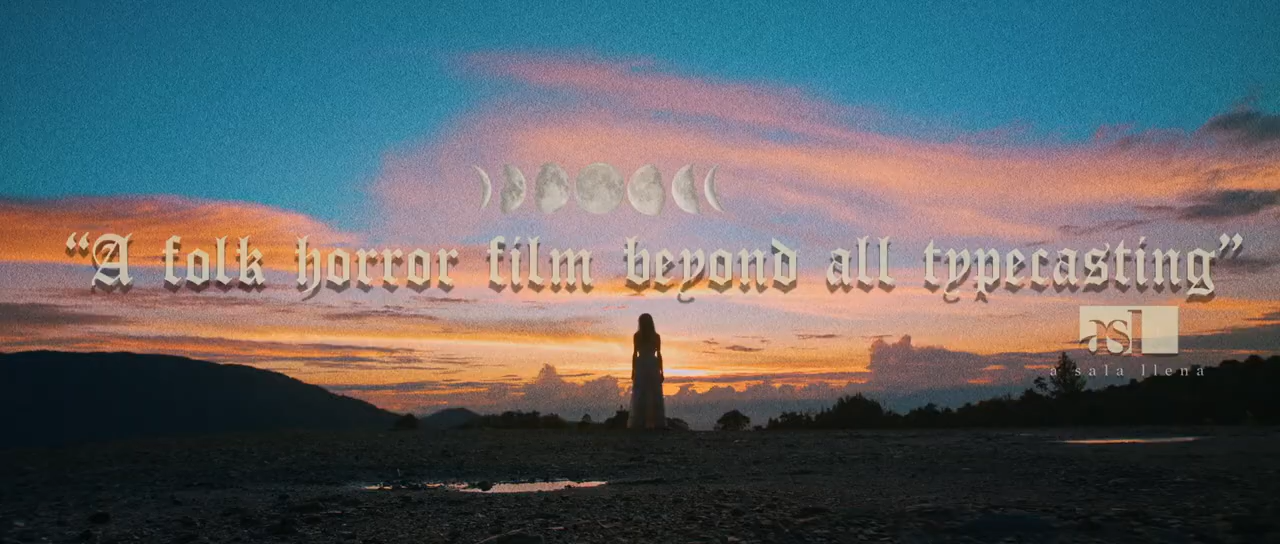 “A folk horror film beyond all typecasting”
asl
a sala llena